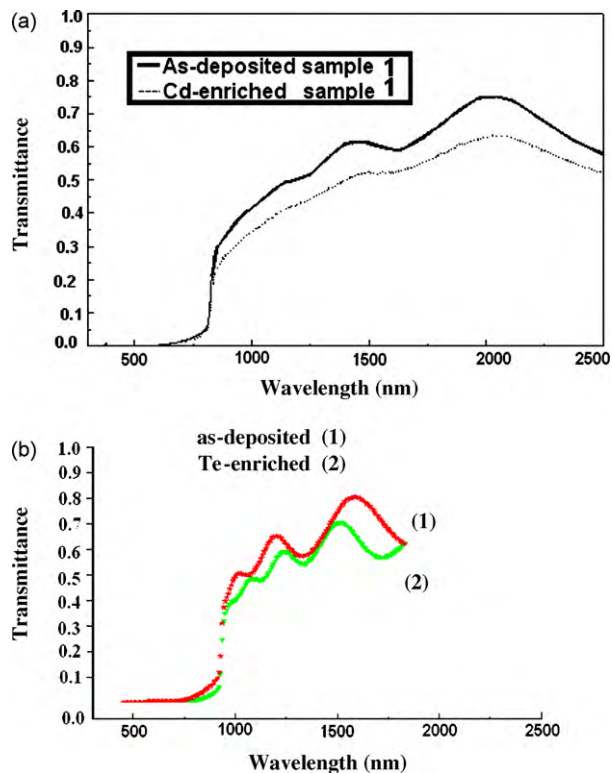 (a)
1.0
0.9
0.8
0.7
0.6
0.5
0.4
0.3
0.2
0.1
0.0
Transmittance
As-deposited sample 1
Cd-enriched sample 1
500 1000 1500 2000 2500
Wavelength (nm)
(b)
as-deposited (1)
Te-enriched (2)
1.0
0.9
0.8
0.7
0.6
0.5
0.4
0.3
0.2
0.1
0.0
Transmittance
(1)
(2)
500 1000 1500 2000 2500
Wavelength (nm)